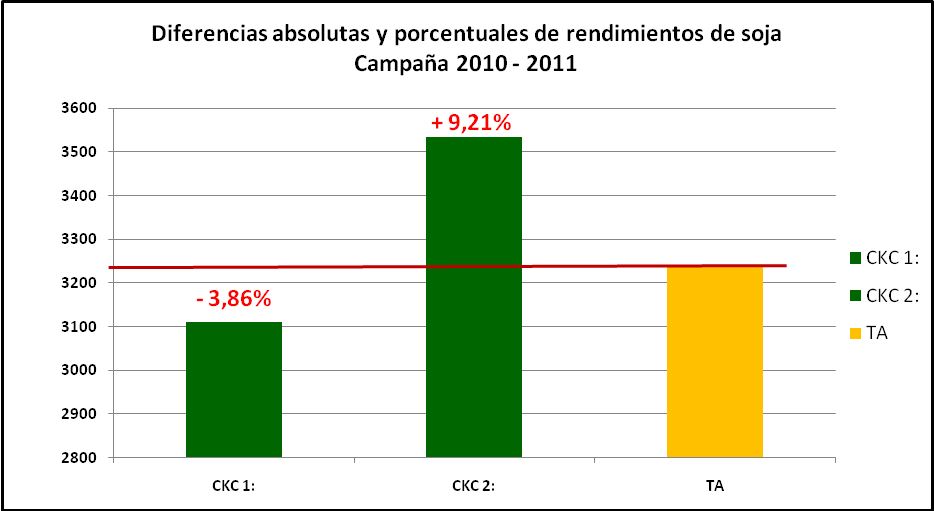 Diferencias absolutas y porcentuales de rendimientos de soja
Campaña 2010 - 2011
3600
3500
3400
3300
3200
3100
3000
2900
2800
+ 9,21%
- 3,86%
CKC 1:
CKC 2:
TA
CKC 1:
CKC 2:
TA